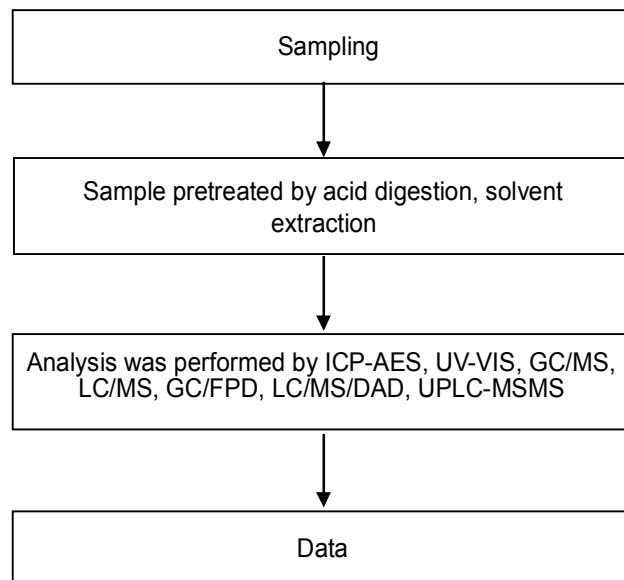 Sampling
Sample pretreated by acid digestion, solvent
extraction
Analysis was performed by ICP-AES, UV-VIS, GC/MS,
LC/MS, GC/FPD, LC/MS/DAD, UPLC-MSMS
Data